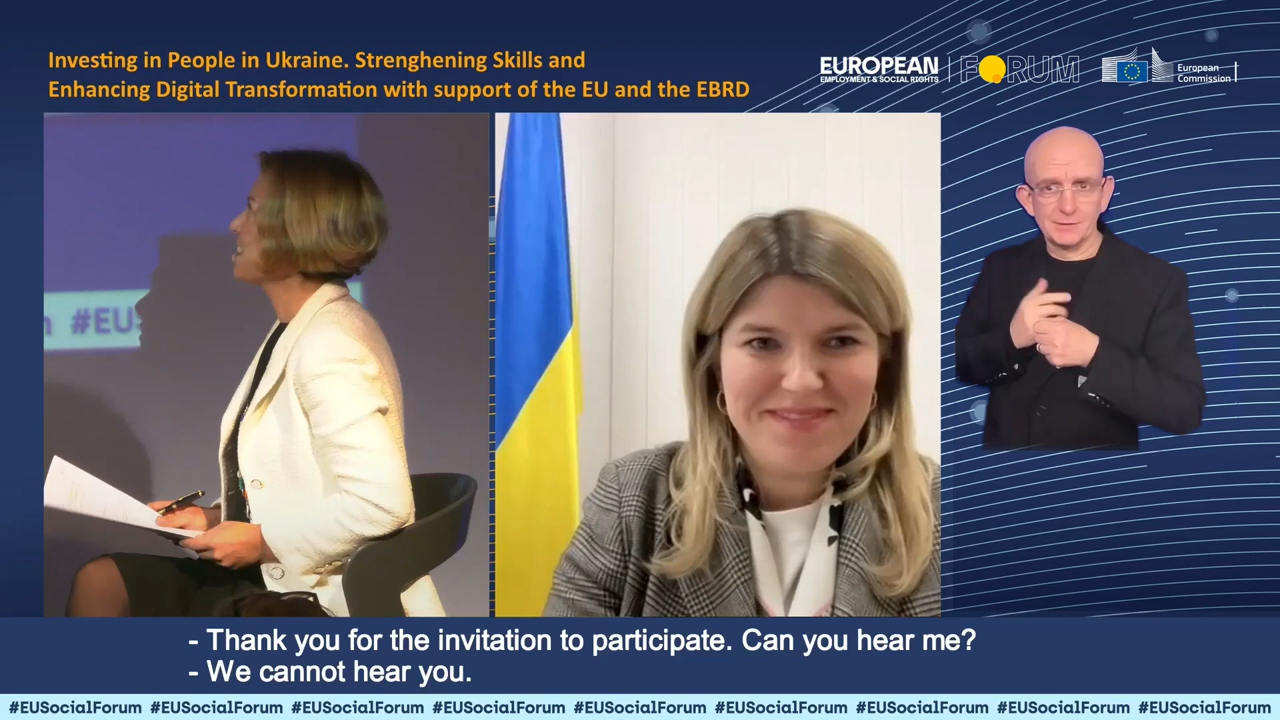 Investing in People in Ukraine. Strenghening Skills and
Enhancing Digital Transformation with support of the EU and the EBRD
EUROPEAN
EMPLOYMENT & SOCIAL RIGHTS
FORUM
European
Commission
#EU
- Thank you for the invitation to participate. Can you hear me?
- We cannot hear you.
#EUSocialForum #EUSocialForum #EUSocialForum #EUSocialForum #EUSocialForum #EUSocialForum #EUSocialForum #EUSocialForum #EUSocialForum